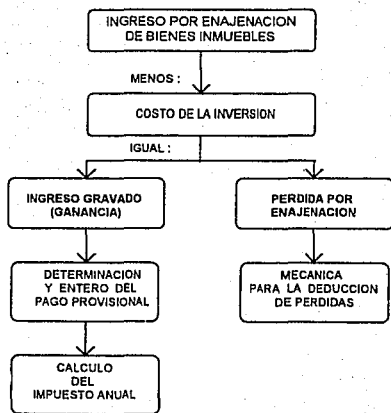 INGRESO POR ENAJENACION
DE BIENES INMUEBLES
MENOS :
COSTO DE LA INVERSION
IGUAL :
INGRESO GRAVADO
(GANANCIA)
PERDIDA POR
ENAJENACION
DETERMINACION
Y ENTERO DEL
PAGO PROVISIONAL
MECANICA
PARA LA DEDUCCION
DE PERDIDAS
CALCULO
DEL
IMPUESTO ANUAL